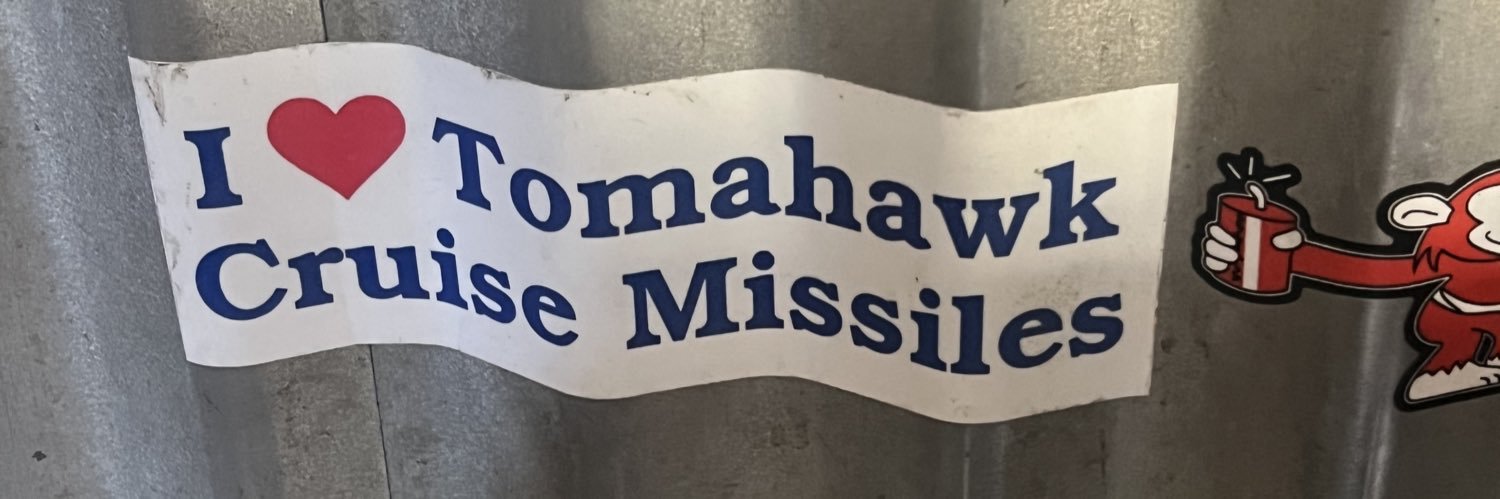 I ❤ Tomahawk
Cruise Missiles